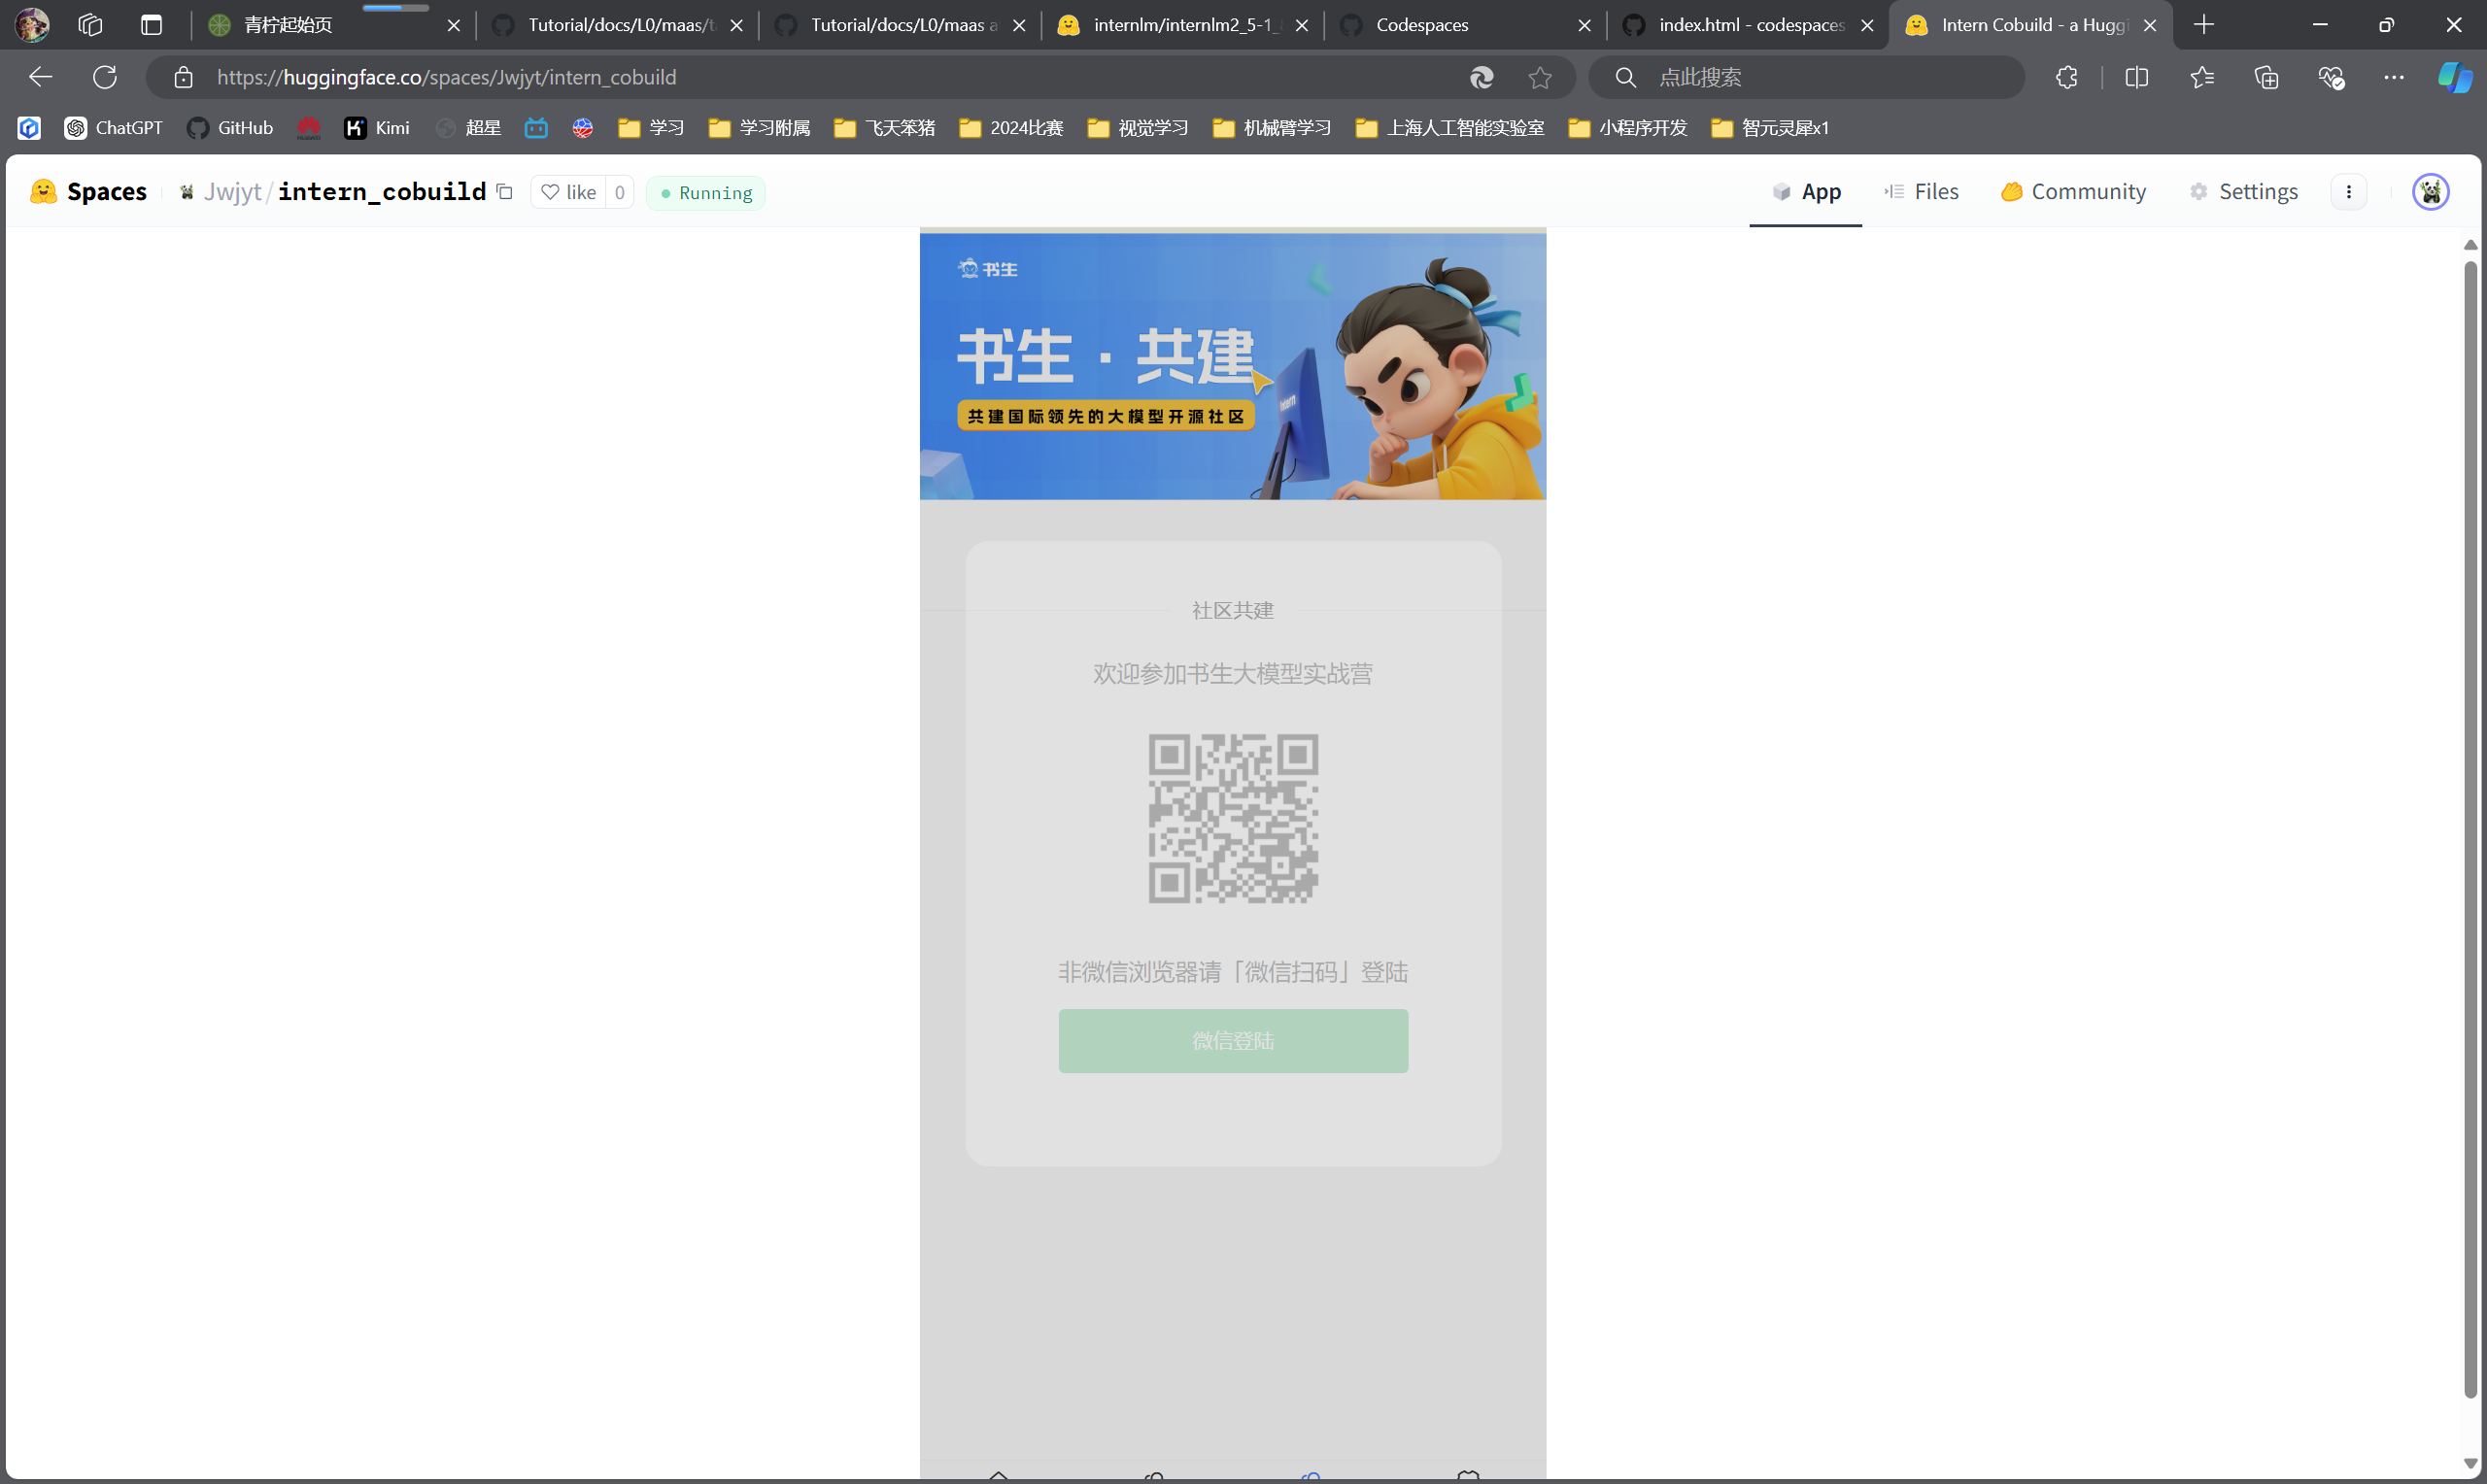 青柠起始页
Tutorial/docs/L0/maas/t
Tutorial/docs/L0/maas a
internlm/internlm2_5-1_
Codespaces
index.html - codespaces
Intern Cobuild - a Huggi
https://huggingface.co/spaces/Jwjyt/intern_cobuild
点此搜索
ChatGPT
GitHub
Kimi
超星
学习
学习附属
飞天笨猪
2024比赛
视觉学习
机械臂学习
上海人工智能实验室
小程序开发
智元灵犀x1
Spaces
Jwjyt/intern_cobuild
like 0
Running
App
Files
Community
Settings
书生
书生·共建
共建国际领先的大模型开源社区
Intern
社区共建
欢迎参加书生大模型实战营
非微信浏览器请「微信扫码」登陆
微信登陆